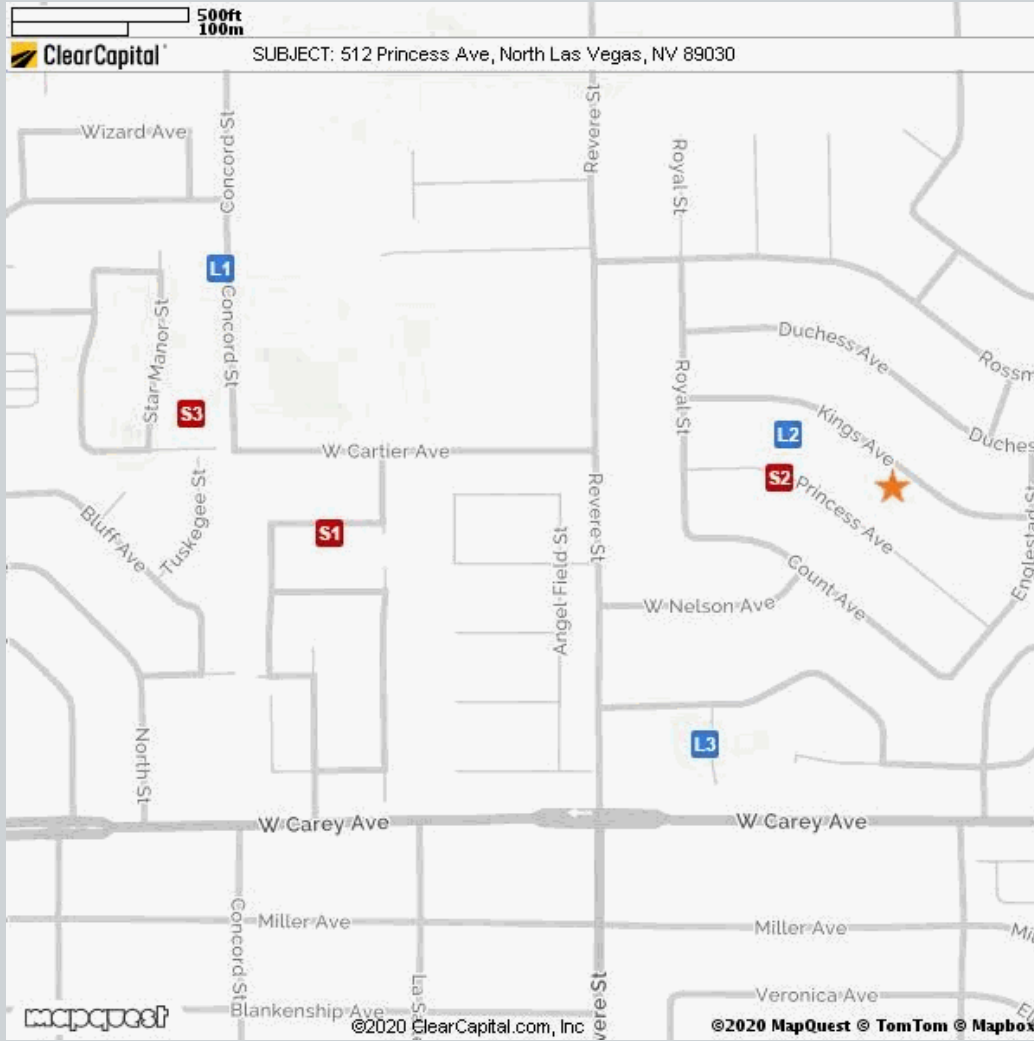 500ft
100m
ClearCapital
SUBJECT: 512 Princess Ave, North Las Vegas, NV 89030
Wizard Ave
Concord St
Revere St
Royal St
L1
Concord St
Star Manor St
Duchess Ave
Rossm
S3
Royal St
Kings Ave
L2
Duches
W Cartier Ave
S2
Princess Ave
Tuskegee St
Bluff Ave
S1
Revere St
Angel Field St
Count Ave
Englestad St
W Nelson Ave
North St
L3
W Carey Ave
W Carey Ave
Concord St
Miller Ave
Miller Ave
Mil
La Sa
vere St
Veronica Ave
Blankenship Ave
mapquest
©2020 ClearCapital.com, Inc
©2020 MapQuest © TomTom © Mapbox